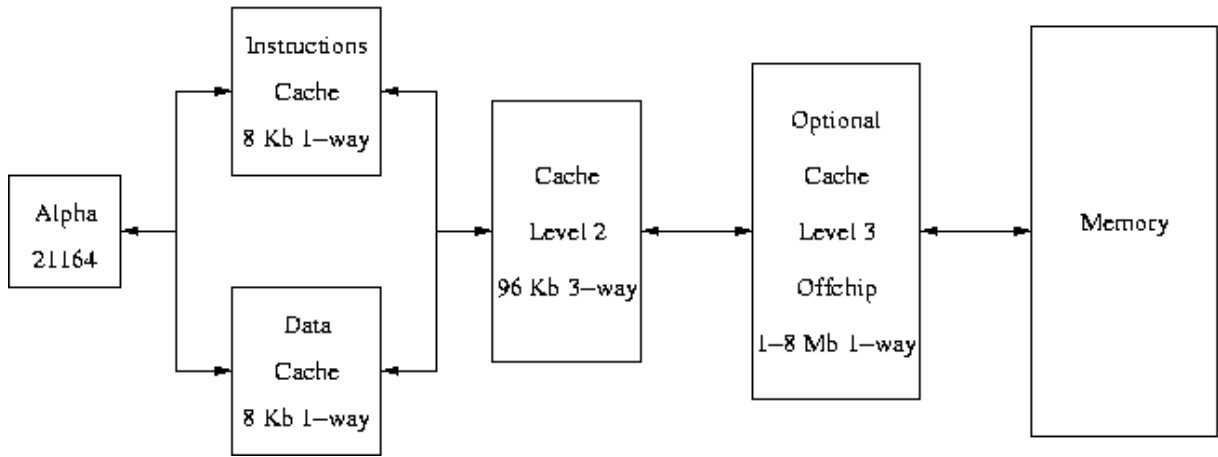 Instructions
Cache
8 Kb 1–way
Alpha
21164
Data
Cache
8 Kb 1–way
Cache
Level 2
96 Kb 3–way
Optional
Cache
Level 3
Offchip
1–8 Mb 1–way
Memory